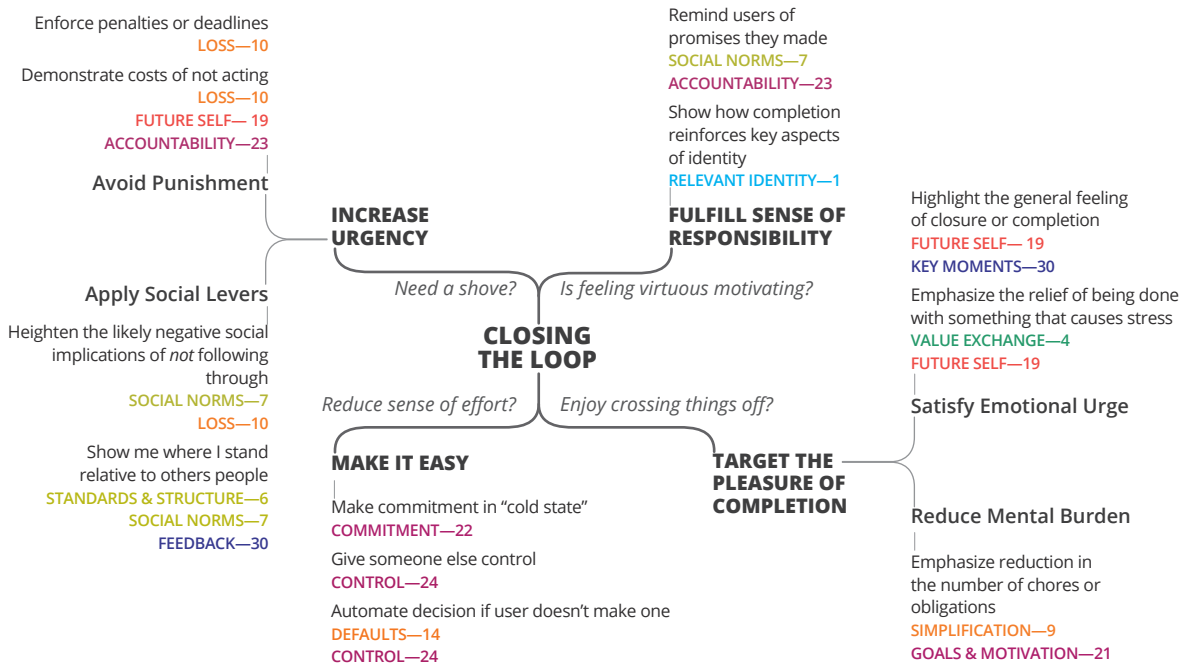 Enforce penalties or deadlines
LOSS—10
Demonstrate costs of not acting
LOSS—10
FUTURE SELF— 19
ACCOUNTABILITY—23
Avoid Punishment
INCREASE
URGENCY
Apply Social Levers
Heighten the likely negative social
implications of not following
through
SOCIAL NORMS—7
LOSS—10
Show me where I stand
relative to others people
STANDARDS & STRUCTURE—6
SOCIAL NORMS—7
FEEDBACK—30
Remind users of
promises they made
SOCIAL NORMS—7
ACCOUNTABILITY—23
Show how completion
reinforces key aspects
of identity
RELEVANT IDENTITY—1
FULFILL SENSE OF
RESPONSIBILITY
Need a shove?
Is feeling virtuous motivating?
CLOSING
THE LOOP
Reduce sense of effort?
Enjoy crossing things off?
MAKE IT EASY
Make commitment in “cold state”
COMMITMENT—22
Give someone else control
CONTROL—24
Automate decision if user doesn’t make one
DEFAULTS—14
CONTROL—24
TARGET THE
PLEASURE OF
COMPLETION
Highlight the general feeling
of closure or completion
FUTURE SELF— 19
KEY MOMENTS—30
Emphasize the relief of being done
with something that causes stress
VALUE EXCHANGE—4
FUTURE SELF—19
Satisfy Emotional Urge
Reduce Mental Burden
Emphasize reduction in
the number of chores or
obligations
SIMPLIFICATION—9
GOALS & MOTIVATION—21